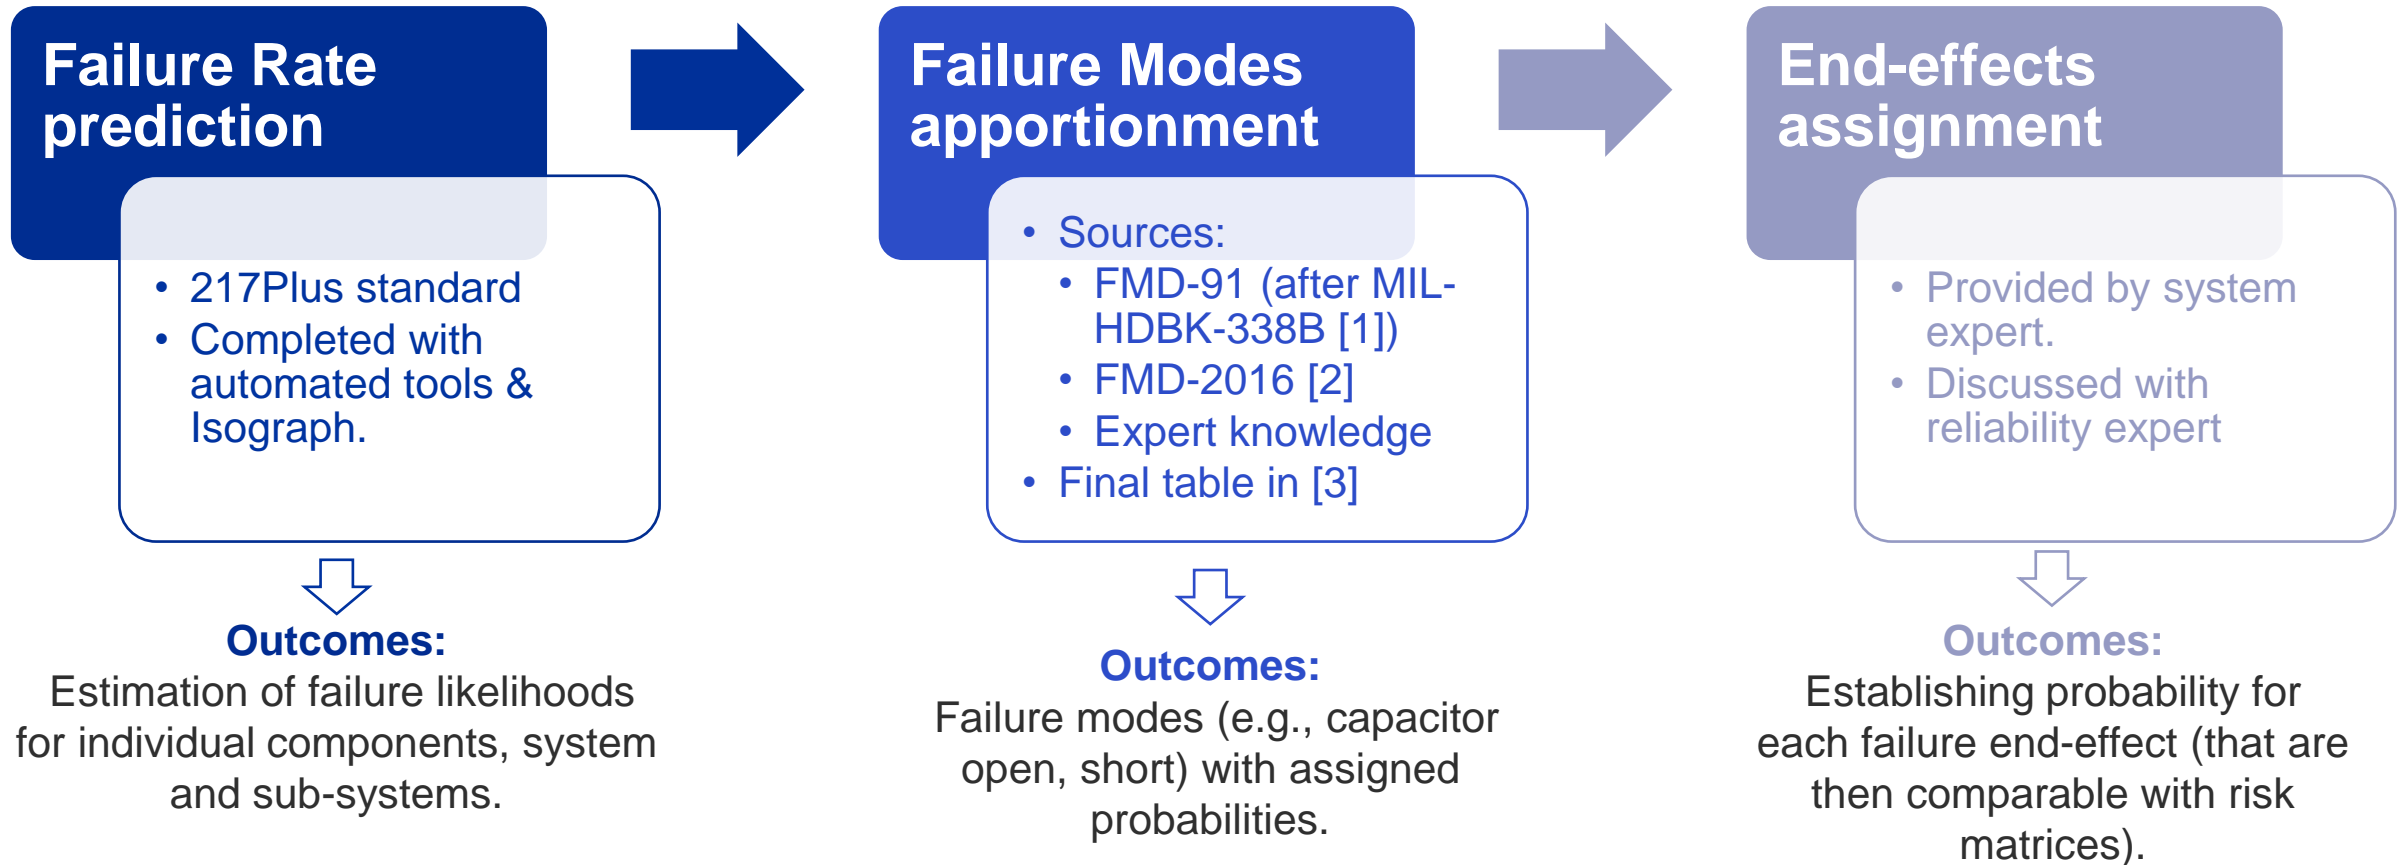 Failure Rate
prediction
• 217Plus standard
• Completed with
automated tools &
Isograph.
Outcomes:
Estimation of failure likelihoods
for individual components, system
and sub-systems.
Failure Modes
apportionment
• Sources:
• FMD-91 (after MIL-
HDBK-338B [1])
• FMD-2016 [2]
• Expert knowledge
• Final table in [3]
Outcomes:
Failure modes (e.g., capacitor
open, short) with assigned
probabilities.
End-effects
assignment
• Provided by system
expert.
• Discussed with
reliability expert
Outcomes:
Establishing probability for
each failure end-effect (that are
then comparable with risk
matrices).